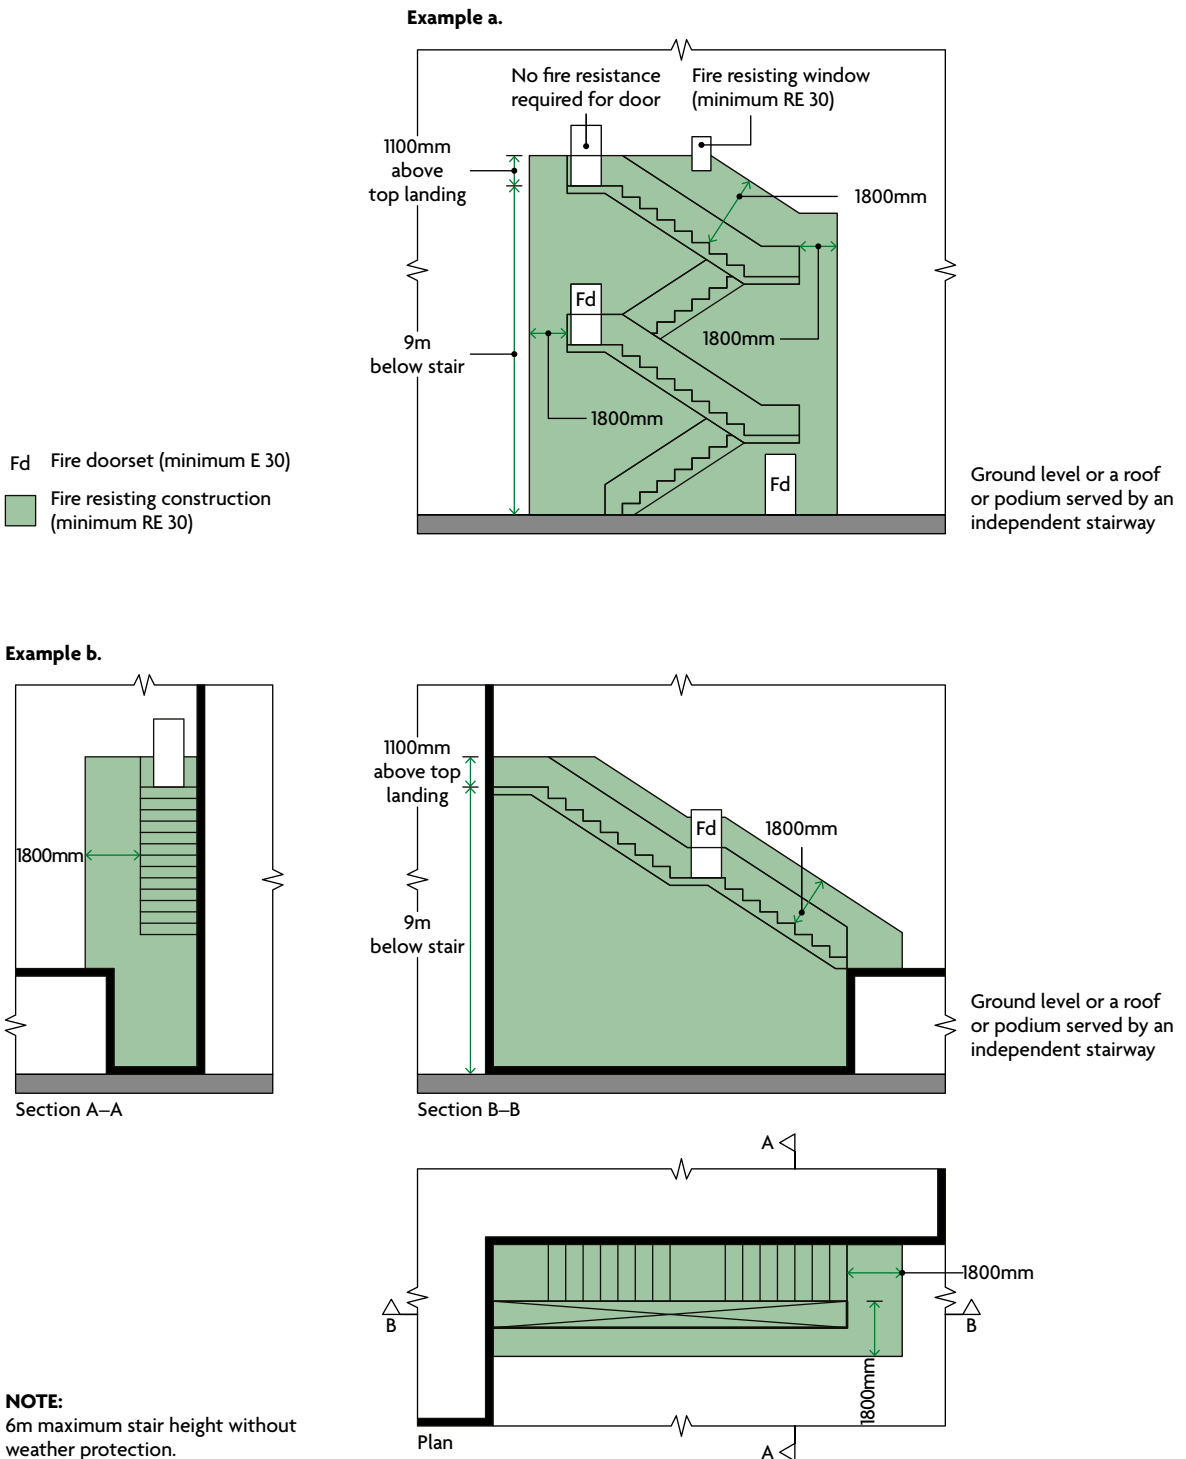 Example a.
No fire resistance
required for door
Fire resisting window
(minimum RE 30)
1100mm
above
top landing
1800mm
Fd
9m
below stair
1800mm
1800mm
Fd
Fd Fire doorset (minimum E 30)
Fire resisting construction
(minimum RE 30)
Ground level or a roof
or podium served by an
independent stairway
Example b.
1800mm
Section A–A
1100mm
above top
landing
Fd
1800mm
9m
below stair
Ground level or a roof
or podium served by an
independent stairway
Section B–B
A
1800mm
B
B
1800mm
Plan
A
NOTE:
6m maximum stair height without
weather protection.